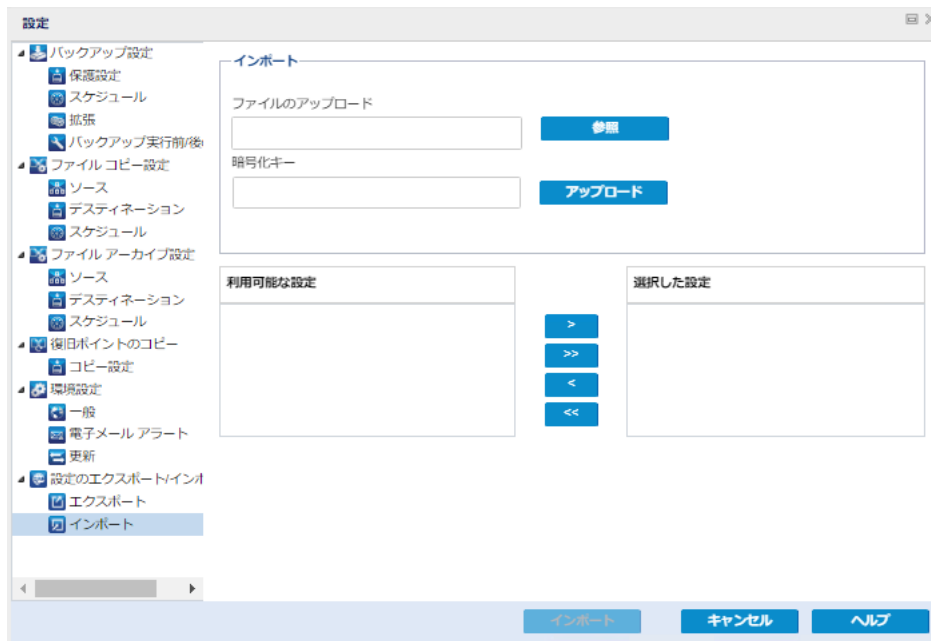 設定
バックアップ設定
保護設定
スケジュール
拡張
バックアップ実行前/後
ファイル コピー設定
ソース
デスティネーション
スケジュール
ファイル アーカイブ設定
ソース
デスティネーション
スケジュール
復旧ポイントのコピー
コピー設定
環境設定
一般
電子メール アラート
更新
設定のエクスポート/インポ
エクスポート
インポート
インポート
ファイルのアップロード
参照
暗号化キー
アップロード
利用可能な設定
選択した設定
>
>>
<
<<
インポート
キャンセル
ヘルプ